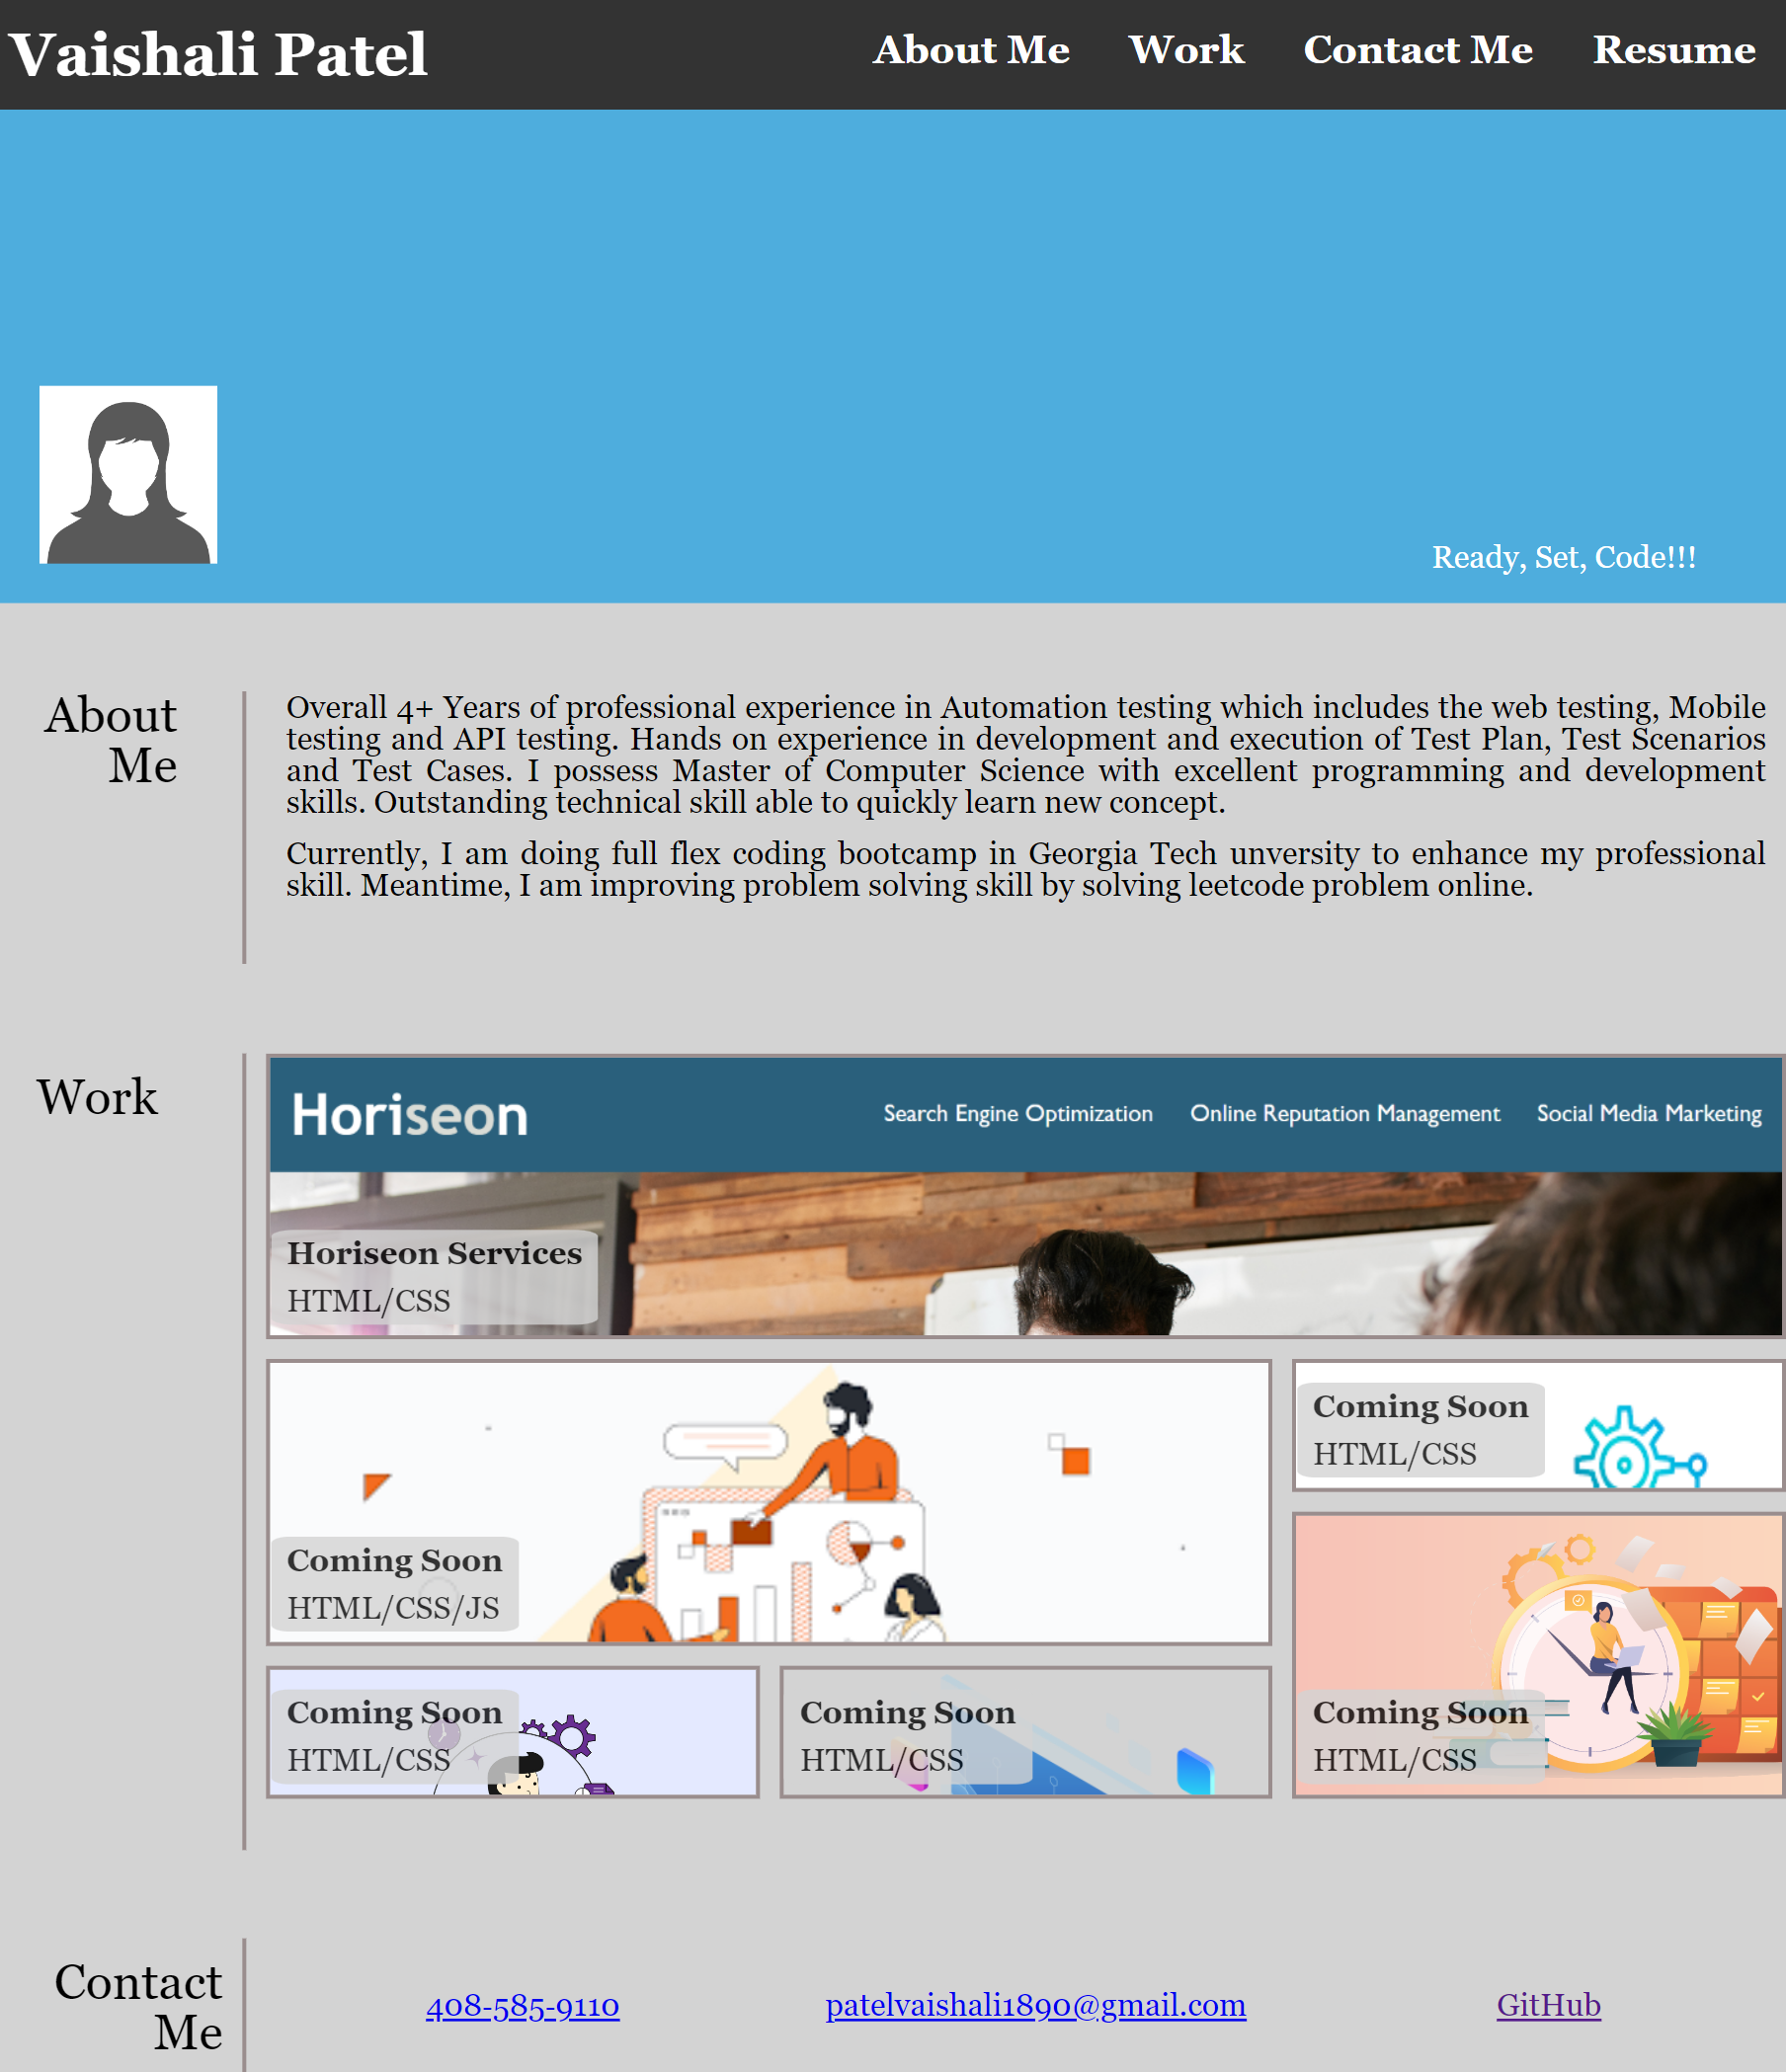 Vaishali Patel
About Me Work Contact Me Resume
Ready, Set, Code!!!
About
Me
Overall 4+ Years of professional experience in Automation testing which includes the web testing, Mobile
testing and API testing. Hands on experience in development and execution of Test Plan, Test Scenarios
and Test Cases. I possess Master of Computer Science with excellent programming and development
skills. Outstanding technical skill able to quickly learn new concept.
Currently, I am doing full flex coding bootcamp in Georgia Tech unversity to enhance my professional
skill. Meantime, I am improving problem solving skill by solving leetcode problem online.
Work
Horiseon
Search Engine Optimization Online Reputation Management Social Media Marketing
Horiseon Services
HTML/CSS
Coming Soon
HTML/CSS/JS
Coming Soon
HTML/CSS
Coming Soon
HTML/CSS
Coming Soon
HTML/CSS
Coming Soon
HTML/CSS
Contact
Me
408-585-9110
patelvaishali1890@gmail.com
GitHub